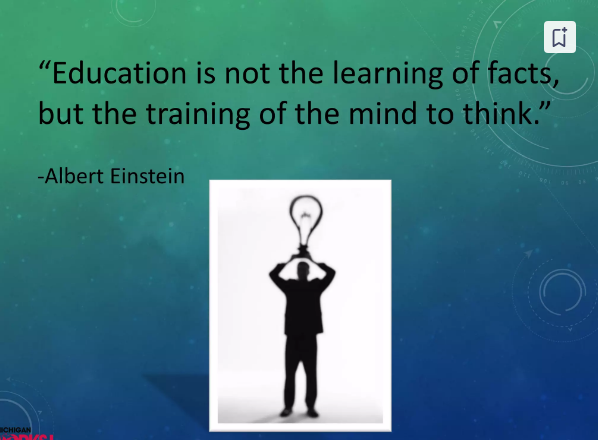 “Education is not the learning of facts,
but the training of the mind to think.”
-Albert Einstein